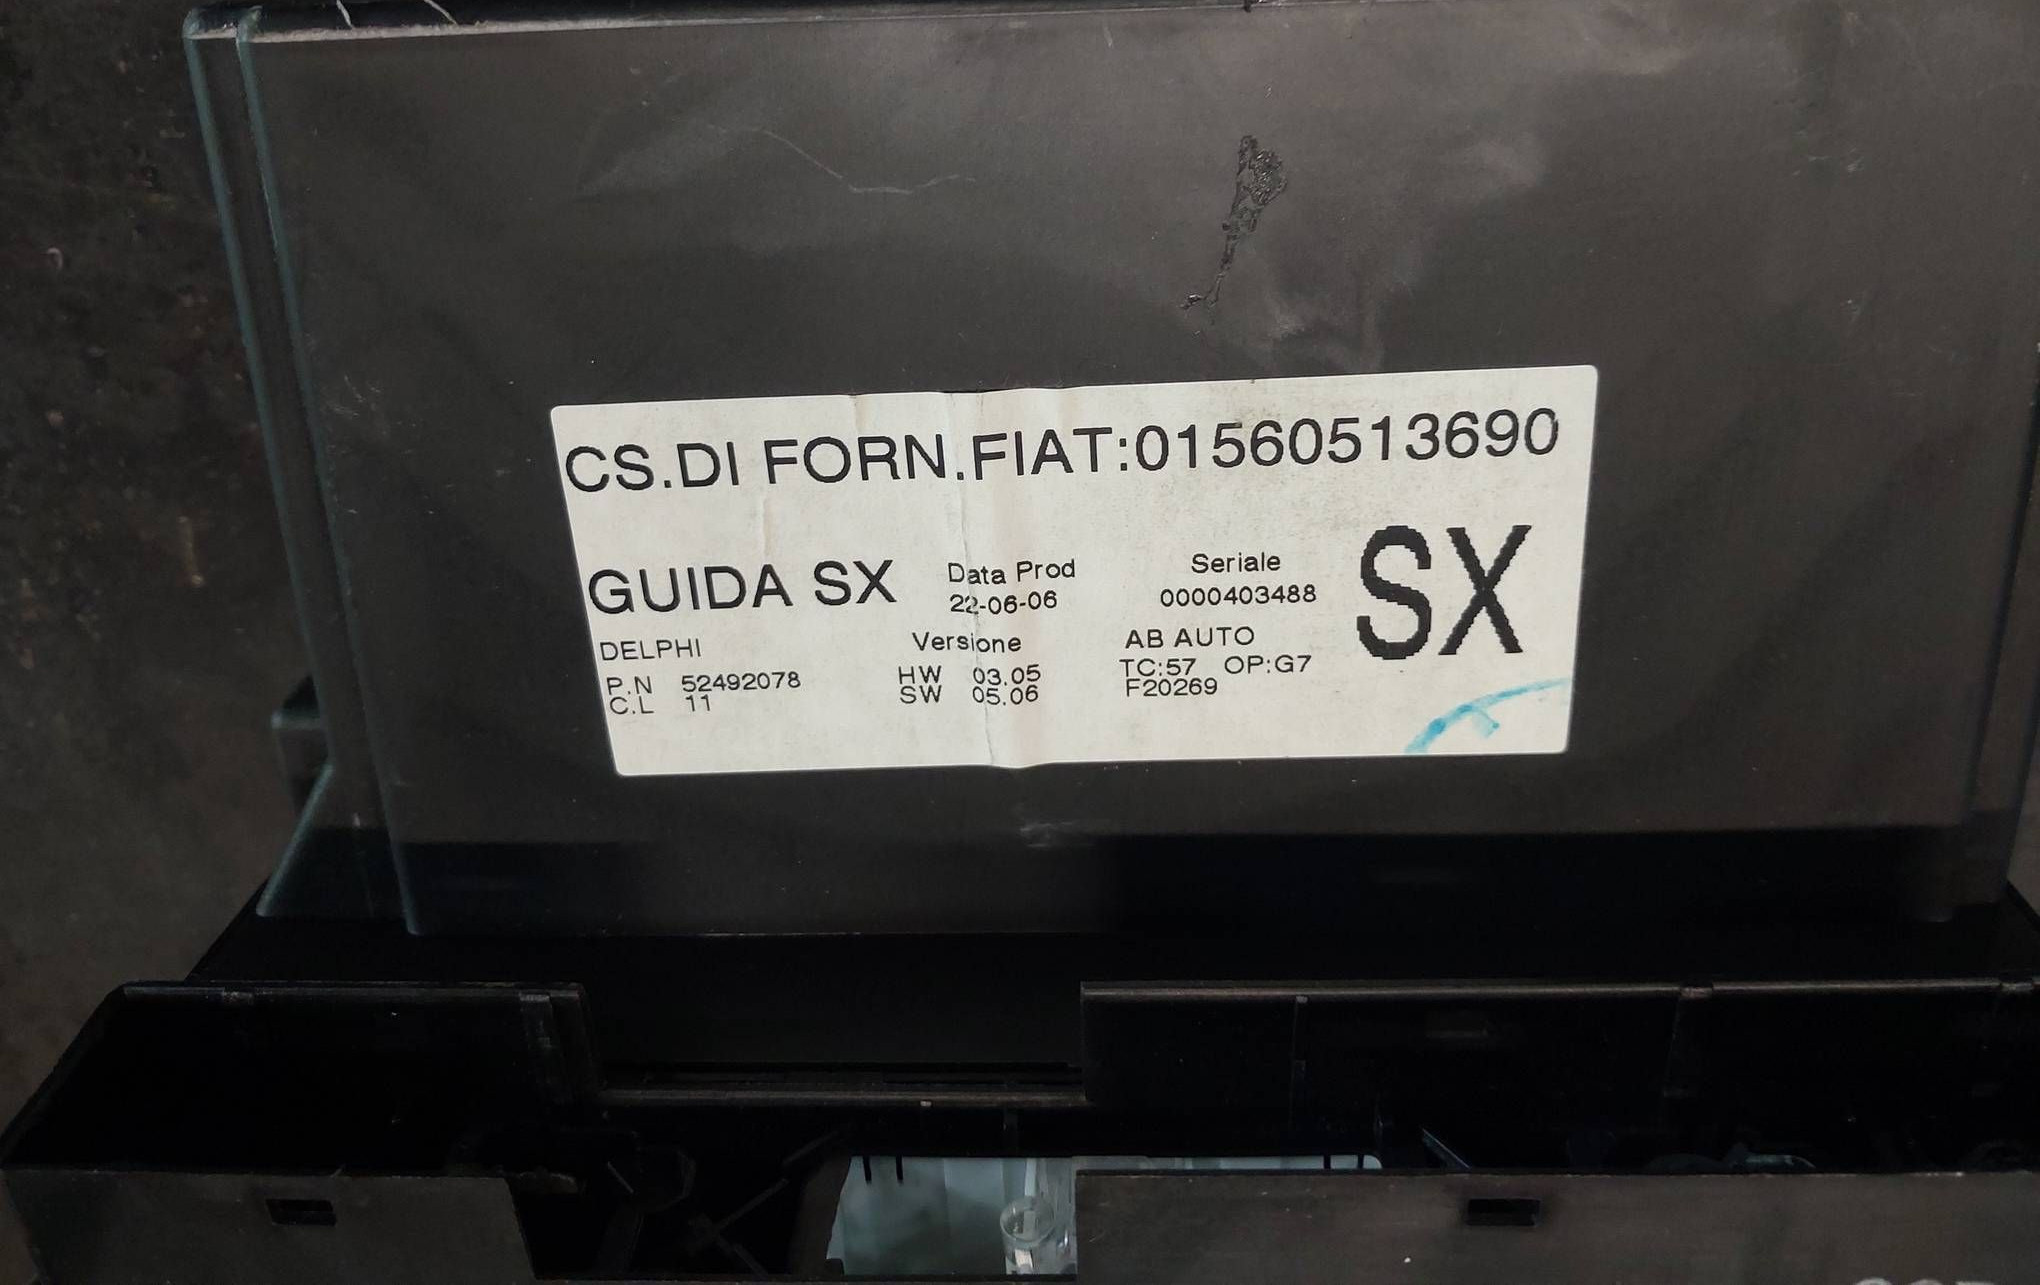 CS.DI FORN.FIAT:01560513690
GUIDA SX
Data Prod
22-06-06
Seriale
0000403488
SX
DELPHI
P.N 52492078
C.L 11
Versione
HW 03.05
SW 05.06
AB AUTO
TC:57 OP:G7
F20269